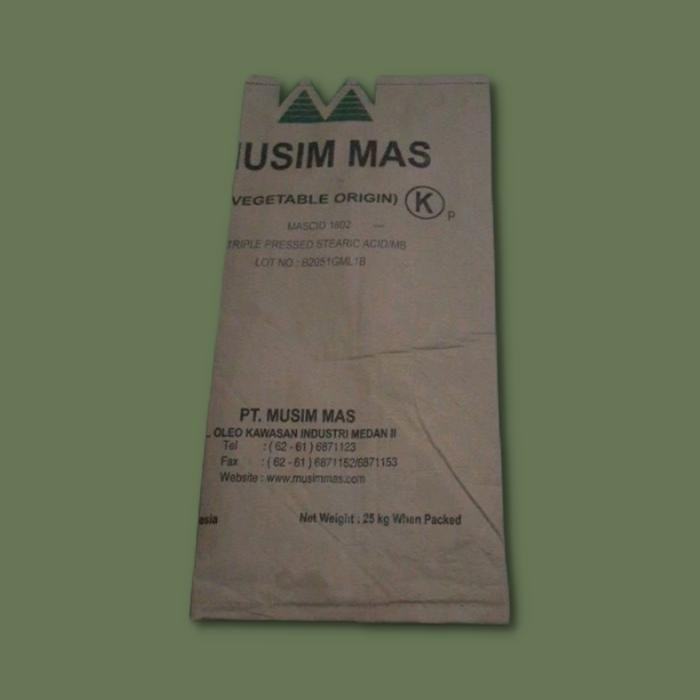 MUSIM MAS
(VEGETABLE ORIGIN) K P
MASCID 1802
TRIPLE PRESSED STEARIC ACID/MB
LOT NO : B2051GML1B
PT. MUSIM MAS
OLEO KAWASAN INDUSTRI MEDAN II
Tel : ( 62 - 61 ) 6871123
Fax : ( 62 - 61 ) 6871152/6871153
Website : www.musimmas.com
esia Net Weight : 25 kg When Packed